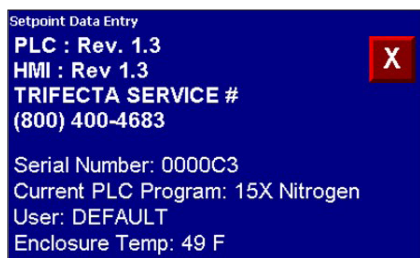 Setpoint Data Entry
PLC : Rev. 1.3
X
HMI : Rev 1.3
TRIFECTA SERVICE #
(800) 400-4683
Serial Number: 0000C3
Current PLC Program: 15X Nitrogen
User: DEFAULT
Enclosure Temp: 49 F